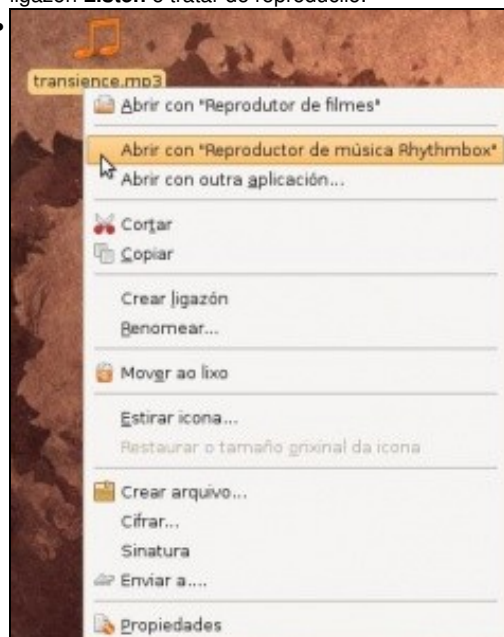 ligazón Listen e tratar de reproducilo.
transience.mp3
Abrir con "Reprodutor de filmes"
Abrir con "Reproductor de música Rhythmbox"
Abrir con outra aplicación...
Cortar
Copiar
Crear ligazón
Renomear...
Mover ao lixo
Estirar icona...
Restaurar o tamaño orixinal da icona
Crear arquivo...
Cifrar...
Sinatura
Enviar a....
Propiedades